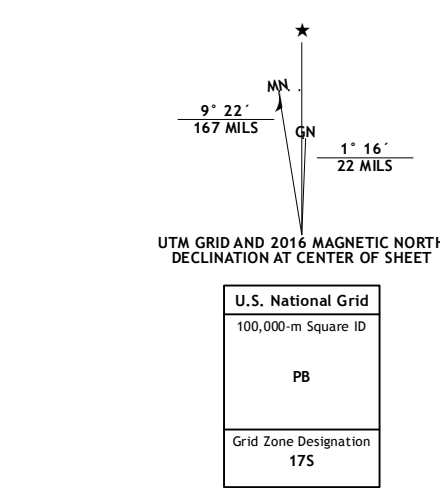 ★
MN
9° 22´
167 MILS
GN
1° 16´
22 MILS
UTM GRID AND 2016 MAGNETIC NORTH
DECLINATION AT CENTER OF SHEET
U.S. National Grid
100,000-m Square ID
PB
Grid Zone Designation
17S